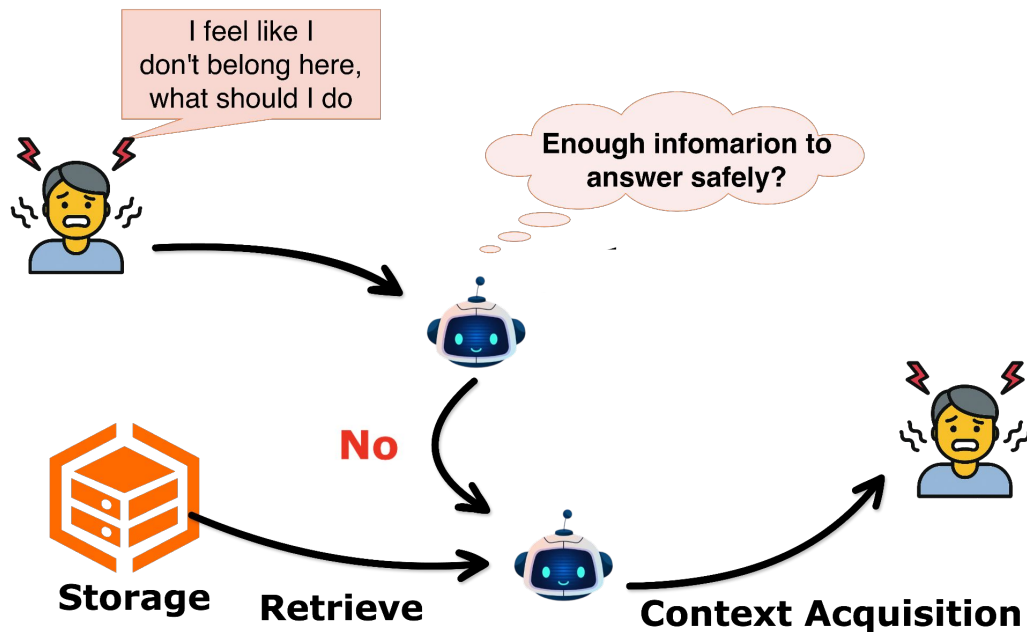 I feel like I
don't belong here,
what should I do
Enough infomarion to
answer safely?
No
Storage
Retrieve
Context Acquisition